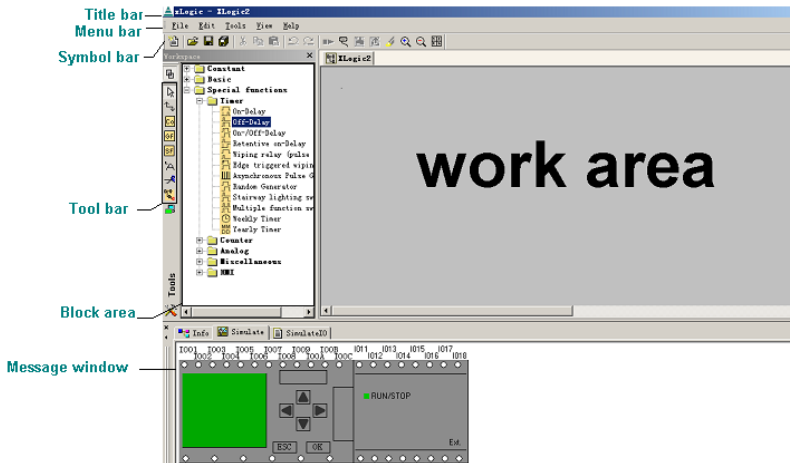 Title bar
xLogic - XLogic2
Menu bar
File Edit Tools View Help
Symbol bar
Workspace
XLogic2
Constant
Basic
Special functions
Timer
On-Delay
Off-Delay
On-/Off-Delay
Retentive on-Delay
Wiping relay (pulse
Edge triggered wipin
Asynchronous Pulse G
Random Generator
Stairway lighting sw
Multiple function sw
Weekly Timer
Yearly Timer
Counter
Analog
Miscellaneous
HMI
Co
GF
SF
work area
Tool bar
Tools
Block area
Info Simulate SimulateIO
Message window
I001 I003 I005 I007 I009 I00B I011 I013 I015 I017
I002 I004 I006 I008 I00A I00C I012 I014 I016 I018
RUN/STOP
ESC OK
Ext.